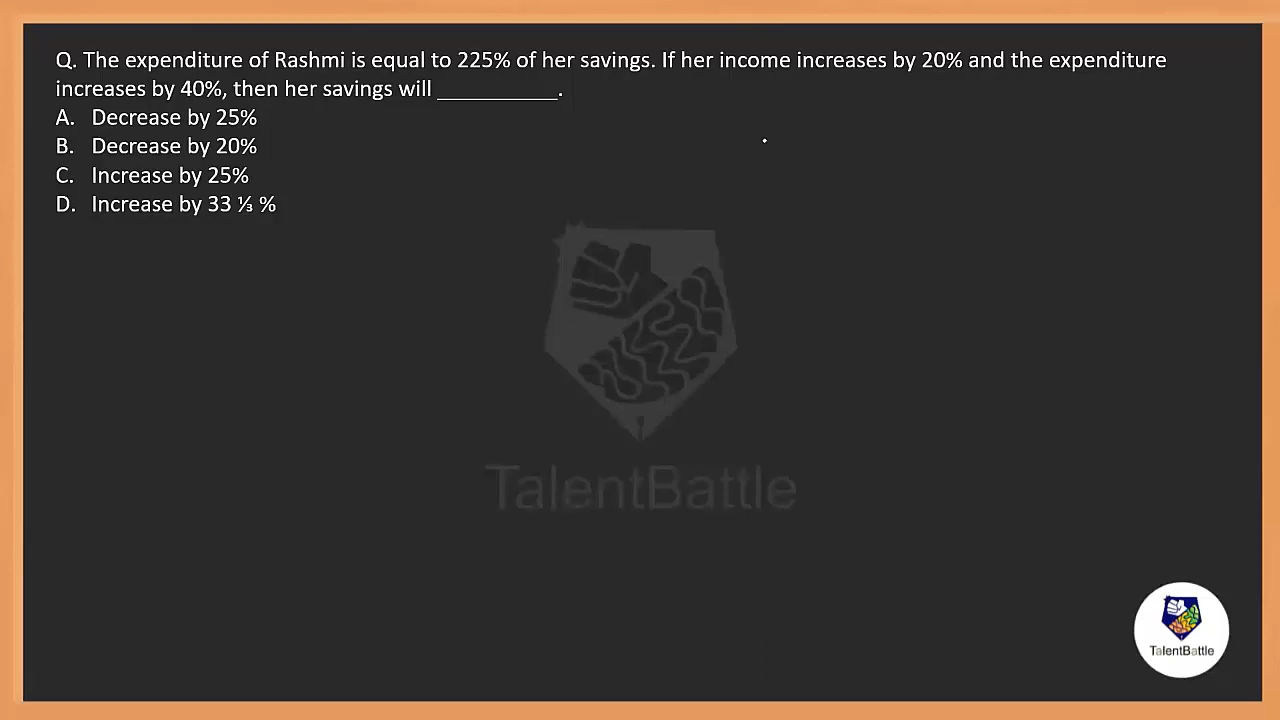 Q. The expenditure of Rashmi is equal to 225% of her savings. If her income increases by 20% and the expenditure
increases by 40%, then her savings will __________.
A. Decrease by 25%
B. Decrease by 20%
C. Increase by 25%
D. Increase by 33 ⅓ %
TalentBattle
TalentBattle